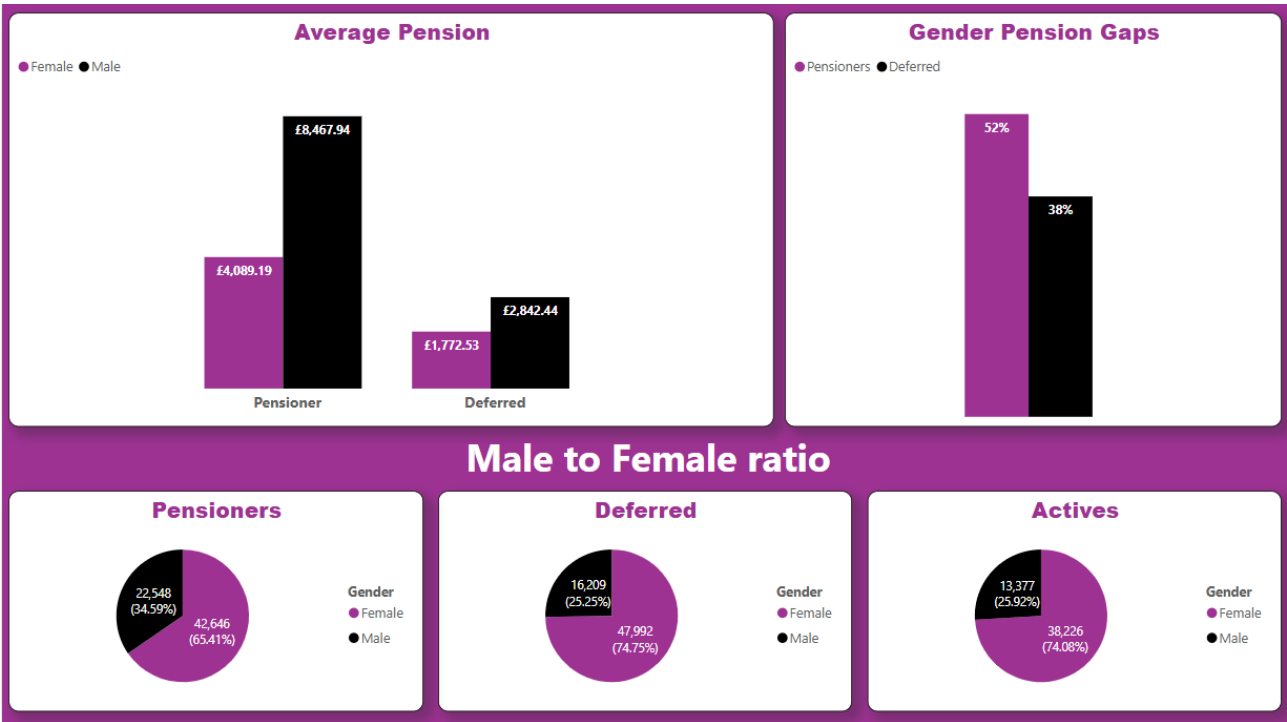 Average Pension
Female Male
£8,467.94
£4,089.19
£2,842.44
£1,772.53
Pensioner Deferred
Gender Pension Gaps
Pensioners Deferred
52%
38%
Male to Female ratio
Pensioners
22,548
(34.59%)
42,646
(65.41%)
Gender
Female
Male
Deferred
16,209
(25.25%)
47,992
(74.75%)
Gender
Female
Male
Actives
13,377
(25.92%)
38,226
(74.08%)
Gender
Female
Male